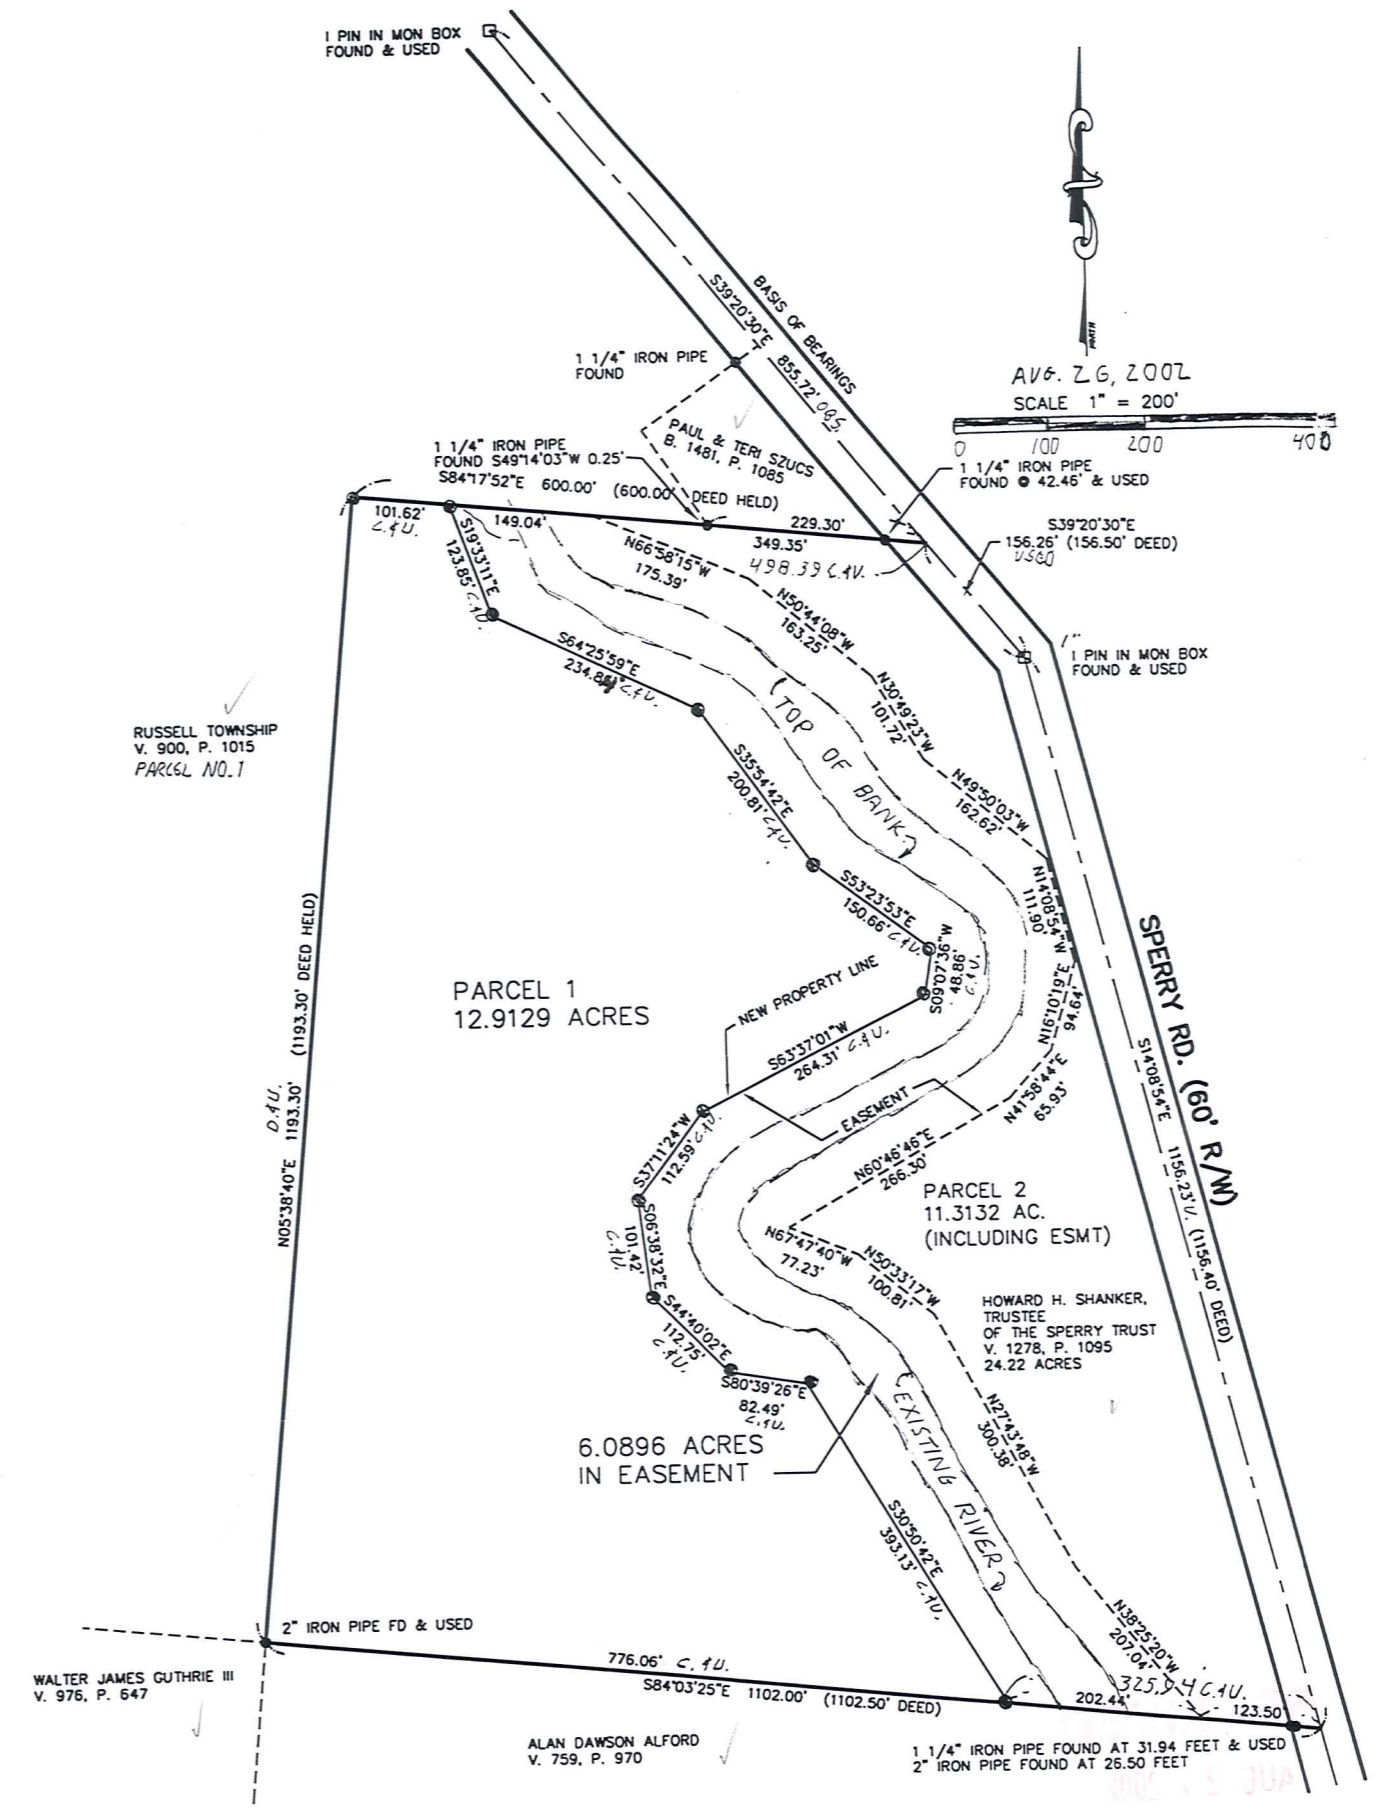 1 PIN IN MON BOX
FOUND & USED
NORTH
AUG. 26, 2002
SCALE 1" = 200'
0 100 200 400
BASIS OF BEARINGS
S39°20'30"E 855.72' OBS.
1 1/4" IRON PIPE
FOUND
PAUL & TERI SZUCS
B. 1481, P. 1085
1 1/4" IRON PIPE
FOUND S49°14'03"W 0.25'
S84°17'52"E 600.00' (600.00' DEED HELD)
1 1/4" IRON PIPE
FOUND @ 42.46' & USED
101.62'
C.&U.
149.04'
229.30'
349.35'
498.39 C.&U.
S39°20'30"E
156.26' (156.50' DEED)
USED
1"
1 PIN IN MON BOX
FOUND & USED
S19°33'11"E
123.85' C.&U.
N66°58'15"W
175.39'
N50°44'08"W
163.25'
S64°25'59"E
234.81' C.&U.
N30°49'23"W
101.72'
(TOP OF BANK)
RUSSELL TOWNSHIP
V. 900, P. 1015
PARCEL NO.1
S35°54'42"E
200.81' C.&U.
N49°50'03"W
162.62'
S53°23'53"E
150.66' C.&U.
N14°08'54"W
111.90'
SPERRY RD. (60' R/W)
S09°07'36"W
48.86'
C.&U.
PARCEL 1
12.9129 ACRES
NEW PROPERTY LINE
N16°10'19"E
94.64'
S63°37'01"W
264.31' C.&U.
N41°58'44"E
65.93'
S14°08'54"E 1156.23' U. (1156.40' DEED)
EASEMENT
N05°38'40"E 1193.30' (1193.30' DEED HELD)
D.&U.
S37°11'24"W
112.59' C.&U.
N60°46'46"E
266.30'
PARCEL 2
11.3132 AC.
(INCLUDING ESMT)
S06°38'32"E
101.42'
C.&U.
N67°47'40"W
77.23'
N50°33'17"W
100.81'
HOWARD H. SHANKER,
TRUSTEE
OF THE SPERRY TRUST
V. 1278, P. 1095
24.22 ACRES
S44°40'02"E
112.75'
C.&U.
S80°39'26"E
82.49'
C.&U.
(EXISTING RIVER)
N27°43'48"W
300.38'
6.0896 ACRES
IN EASEMENT
S30°50'42"E
393.13' C.&U.
N38°25'20"W
207.04'
2" IRON PIPE FD & USED
WALTER JAMES GUTHRIE III
V. 976, P. 647
776.06' C.&U.
S84°03'25"E 1102.00' (1102.50' DEED)
325.94 C.&U.
202.44'
123.50'
ALAN DAWSON ALFORD
V. 759, P. 970
1 1/4" IRON PIPE FOUND AT 31.94 FEET & USED
2" IRON PIPE FOUND AT 26.50 FEET